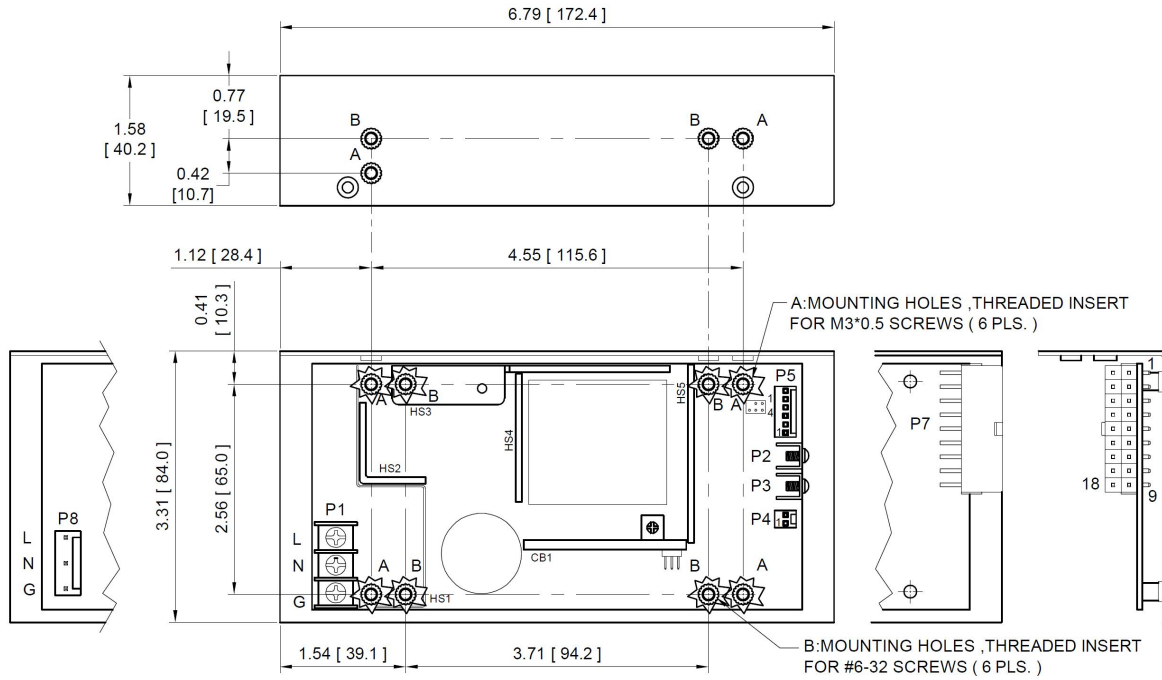 6.79 [ 172.4 ]
0.77
[ 19.5 ]
1.58
[ 40.2 ]
0.42
[10.7]
B
A
B
A
1.12 [ 28.4 ]
4.55 [ 115.6 ]
0.41
[ 10.3 ]
A:MOUNTING HOLES ,THREADED INSERT
FOR M3*0.5 SCREWS ( 6 PLS. )
3.31 [ 84.0 ]
2.56 [ 65.0 ]
A
B
HS3
HS5
B
A
P5
1
4
1
HS4
HS2
P2
P3
P4
1
P1
L
N
G
A
B
HS1
CB1
B
A
P8
L
N
G
P7
1
18
9
1.54 [ 39.1 ]
3.71 [ 94.2 ]
B:MOUNTING HOLES ,THREADED INSERT
FOR #6-32 SCREWS ( 6 PLS. )